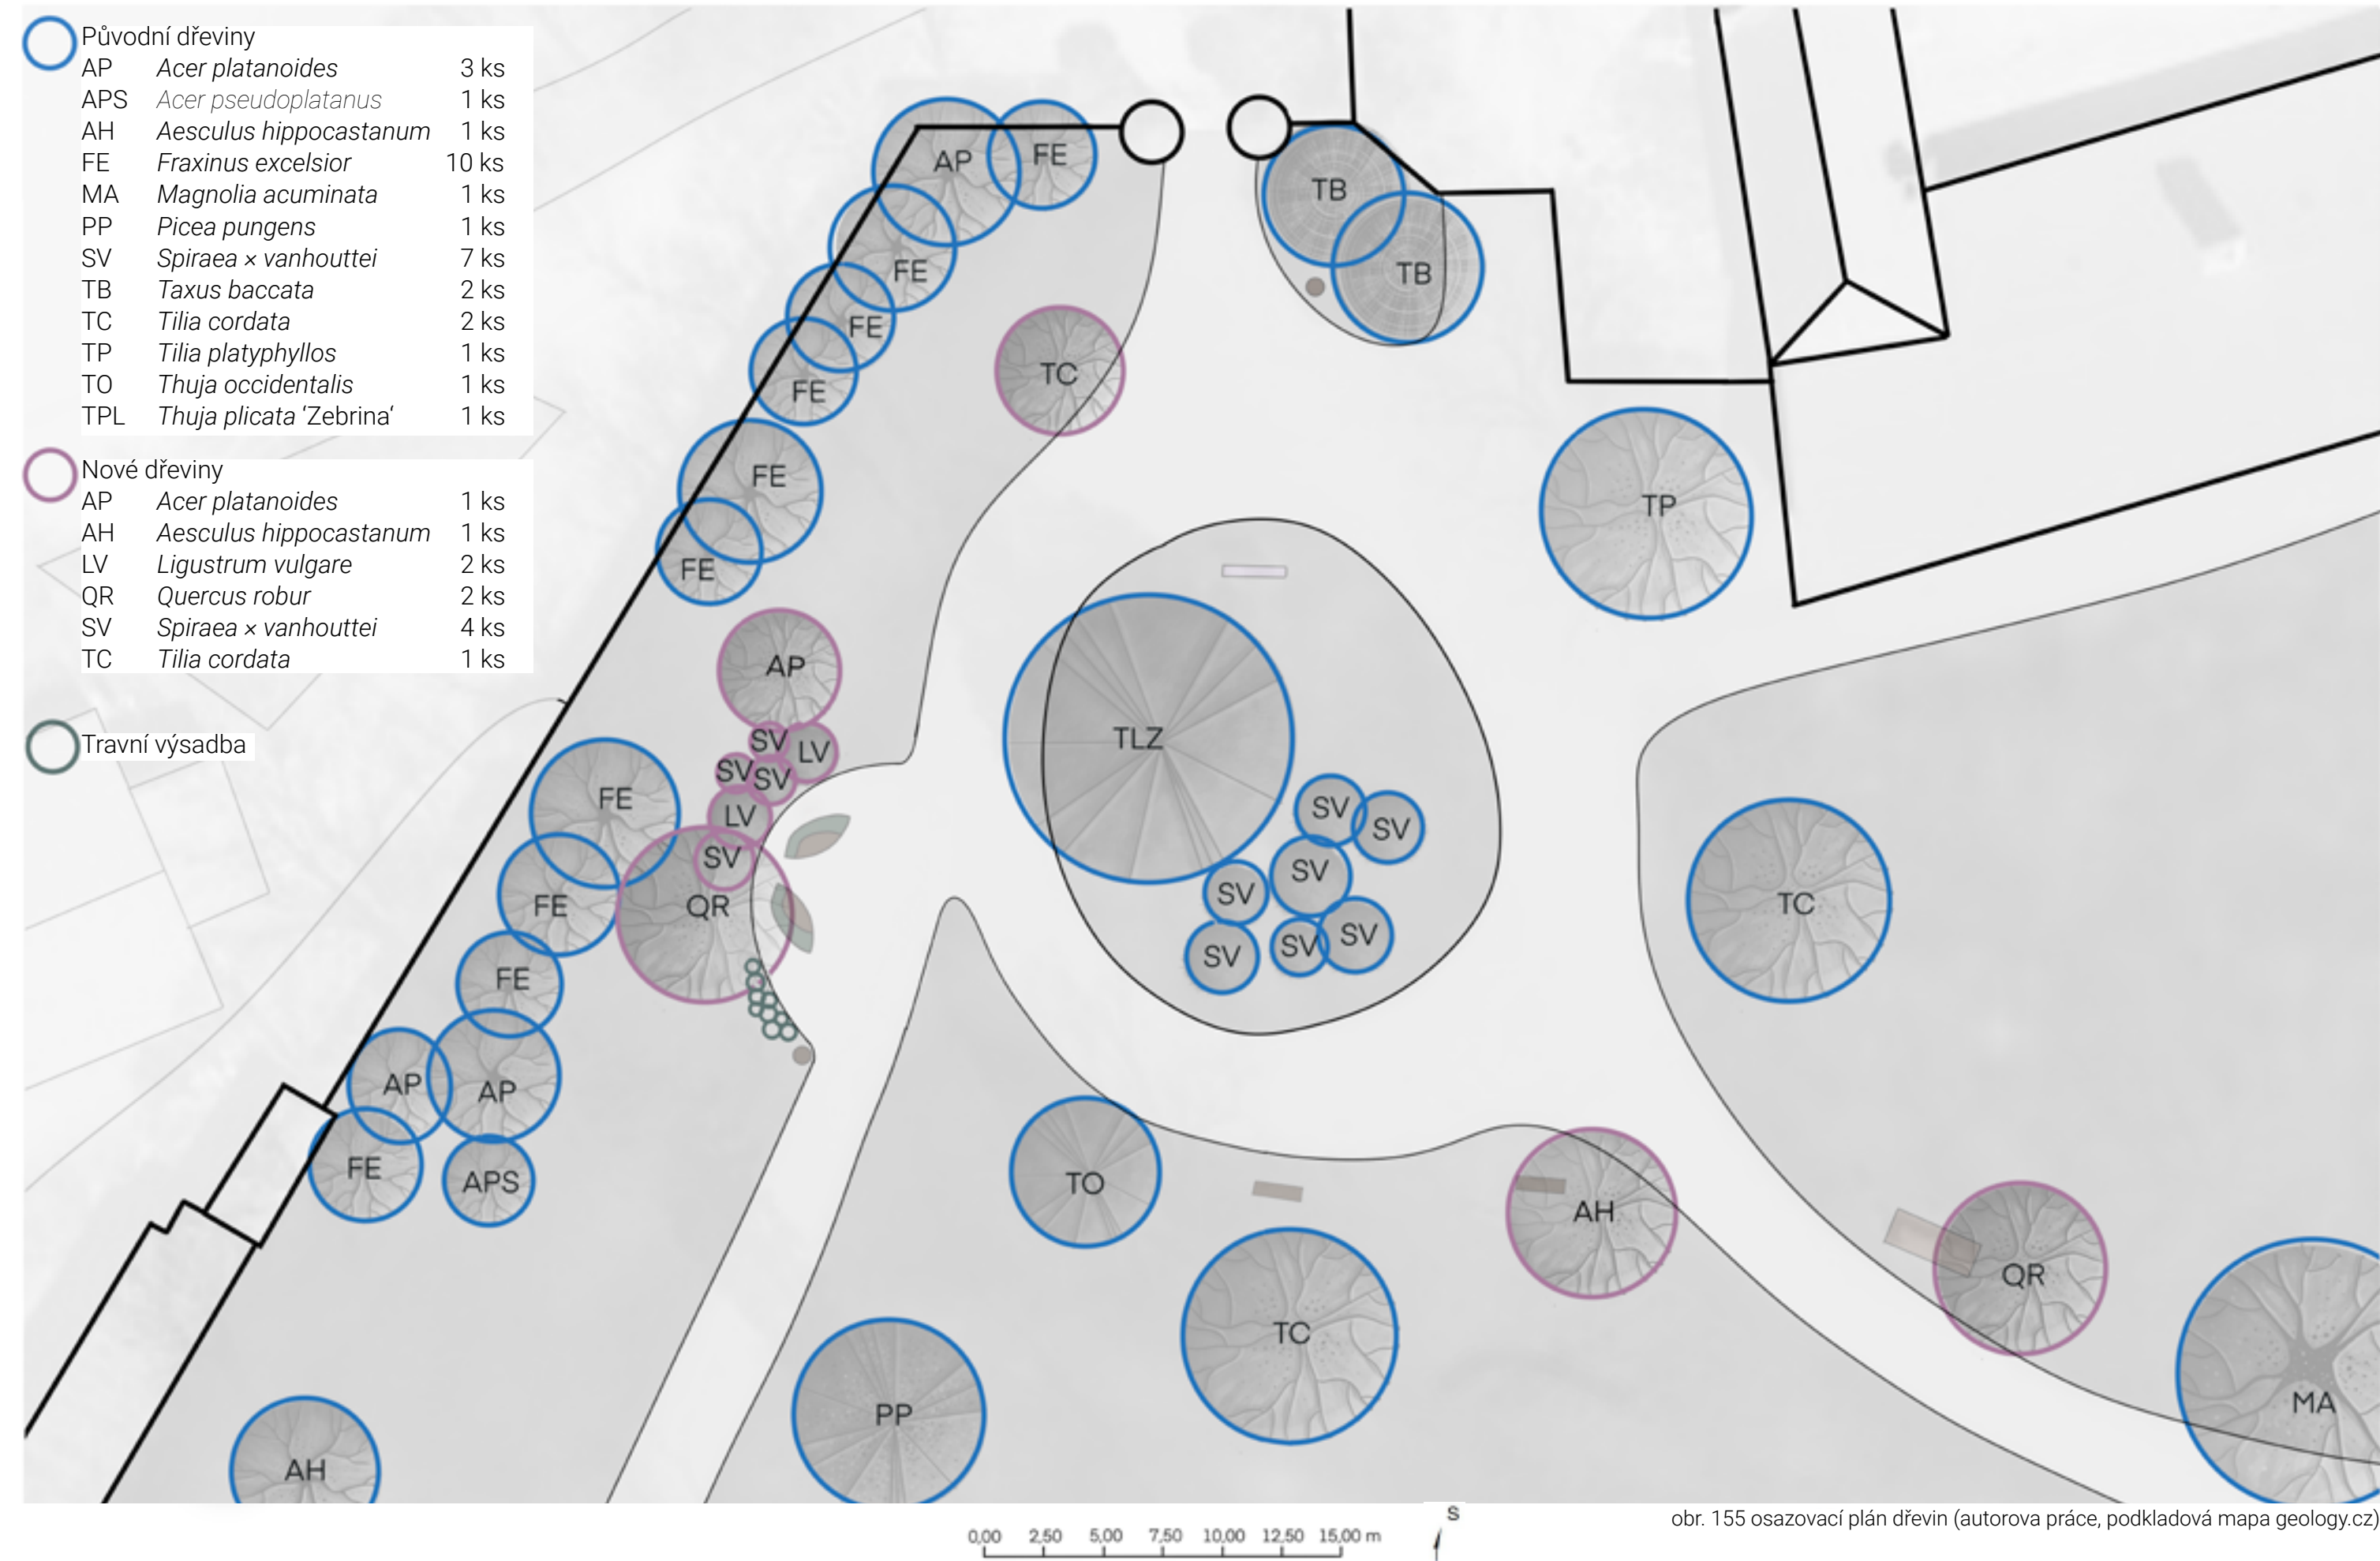 Původní dřeviny
AP Acer platanoides 3 ks
APS Acer pseudoplatanus 1 ks
AH Aesculus hippocastanum 1 ks
FE Fraxinus excelsior 10 ks
MA Magnolia acuminata 1 ks
PP Picea pungens 1 ks
SV Spiraea × vanhouttei 7 ks
TB Taxus baccata 2 ks
TC Tilia cordata 2 ks
TP Tilia platyphyllos 1 ks
TO Thuja occidentalis 1 ks
TPL Thuja plicata ‘Zebrina‘ 1 ks
Nové dřeviny
AP Acer platanoides 1 ks
AH Aesculus hippocastanum 1 ks
LV Ligustrum vulgare 2 ks
QR Quercus robur 2 ks
SV Spiraea × vanhouttei 4 ks
TC Tilia cordata 1 ks
Travní výsadba
AP
FE
TB
FE
TB
FE
TC
FE
FE
TP
FE
AP
SV
LV
TLZ
SV
SV
FE
LV
SV
SV
SV
SV
FE
QR
SV
TC
SV
SV
SV
FE
AP
AP
FE
APS
TO
AH
TC
QR
PP
MA
AH
0,00 2,50 5,00 7,50 10,00 12,50 15,00 m
S
obr. 155 osazovací plán dřevin (autorova práce, podkladová mapa geology.cz)